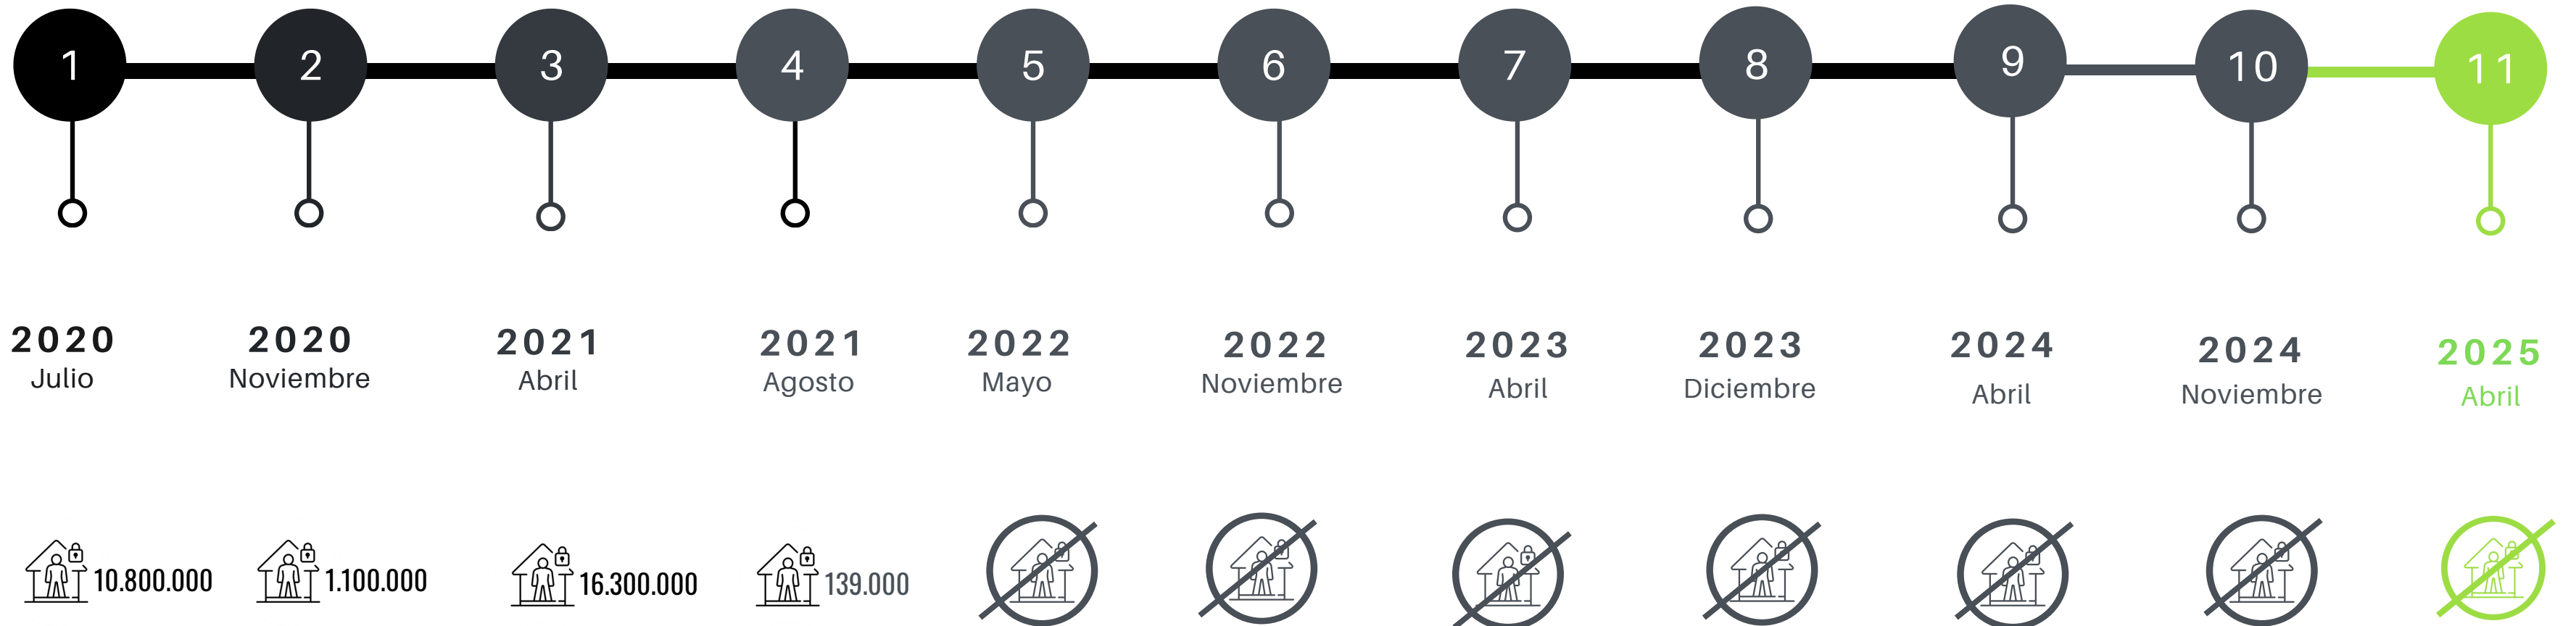 1 2 3 4 5 6 7 8 9 10 11
2020 2020 2021 2021 2022 2022 2023 2023 2024 2024 2025
Julio Noviembre Abril Agosto Mayo Noviembre Abril Diciembre Abril Noviembre Abril
10.800.000 1.100.000 16.300.000 139.000